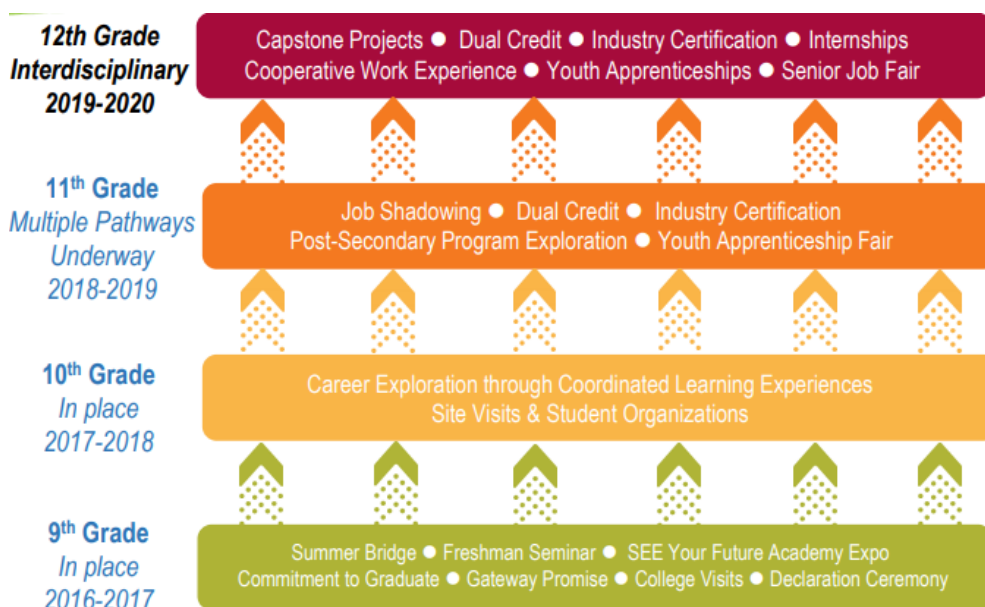 12th Grade
Interdisciplinary
2019-2020
Capstone Projects ● Dual Credit ● Industry Certification ● Internships
Cooperative Work Experience ● Youth Apprenticeships ● Senior Job Fair
11th Grade
Multiple Pathways
Underway
2018-2019
Job Shadowing ● Dual Credit ● Industry Certification
Post-Secondary Program Exploration ● Youth Apprenticeship Fair
10th Grade
In place
2017-2018
Career Exploration through Coordinated Learning Experiences
Site Visits & Student Organizations
9th Grade
In place
2016-2017
Summer Bridge ● Freshman Seminar ● SEE Your Future Academy Expo
Commitment to Graduate ● Gateway Promise ● College Visits ● Declaration Ceremony